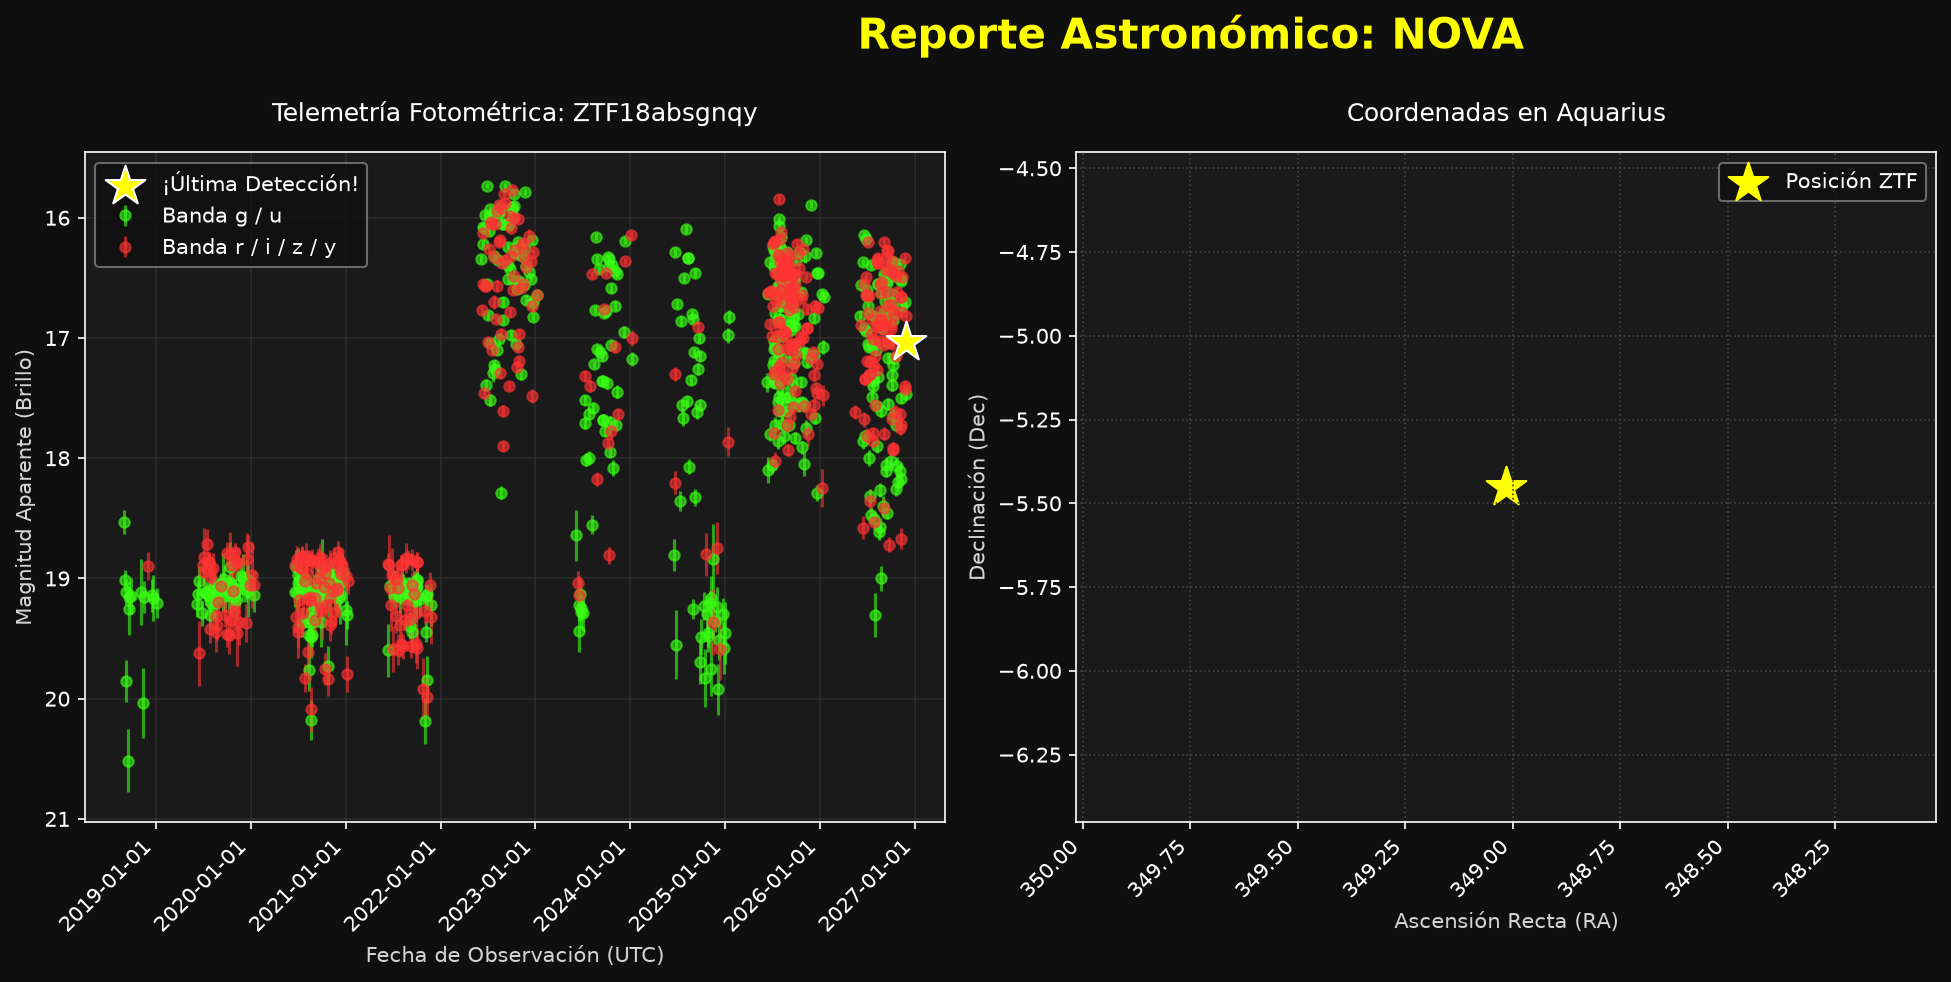 Reporte Astronómico: NOVA
Telemetría Fotométrica: ZTF18absgnqy
¡Última Detección!
Banda g / u
Banda r / i / z / y
Magnitud Aparente (Brillo)
16
17
18
19
20
21
2019-01-01
2020-01-01
2021-01-01
2022-01-01
2023-01-01
2024-01-01
2025-01-01
2026-01-01
2027-01-01
Fecha de Observación (UTC)
Coordenadas en Aquarius
Posición ZTF
Declinación (Dec)
−4.50
−4.75
−5.00
−5.25
−5.50
−5.75
−6.00
−6.25
350.00
349.75
349.50
349.25
349.00
348.75
348.50
348.25
Ascensión Recta (RA)